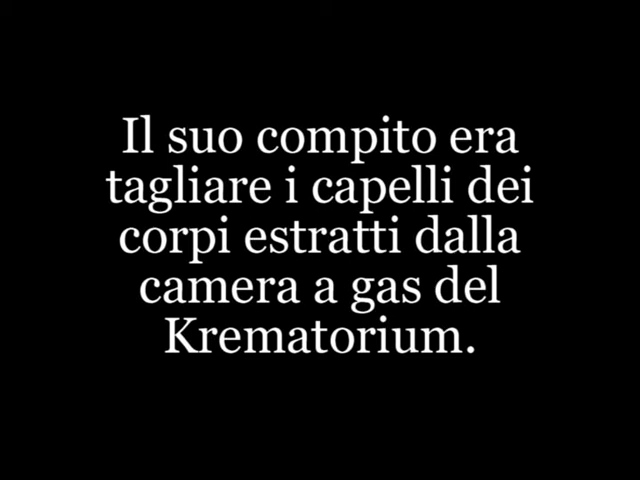 Il suo compito era
tagliare i capelli dei
corpi estratti dalla
camera a gas del
Krematorium.